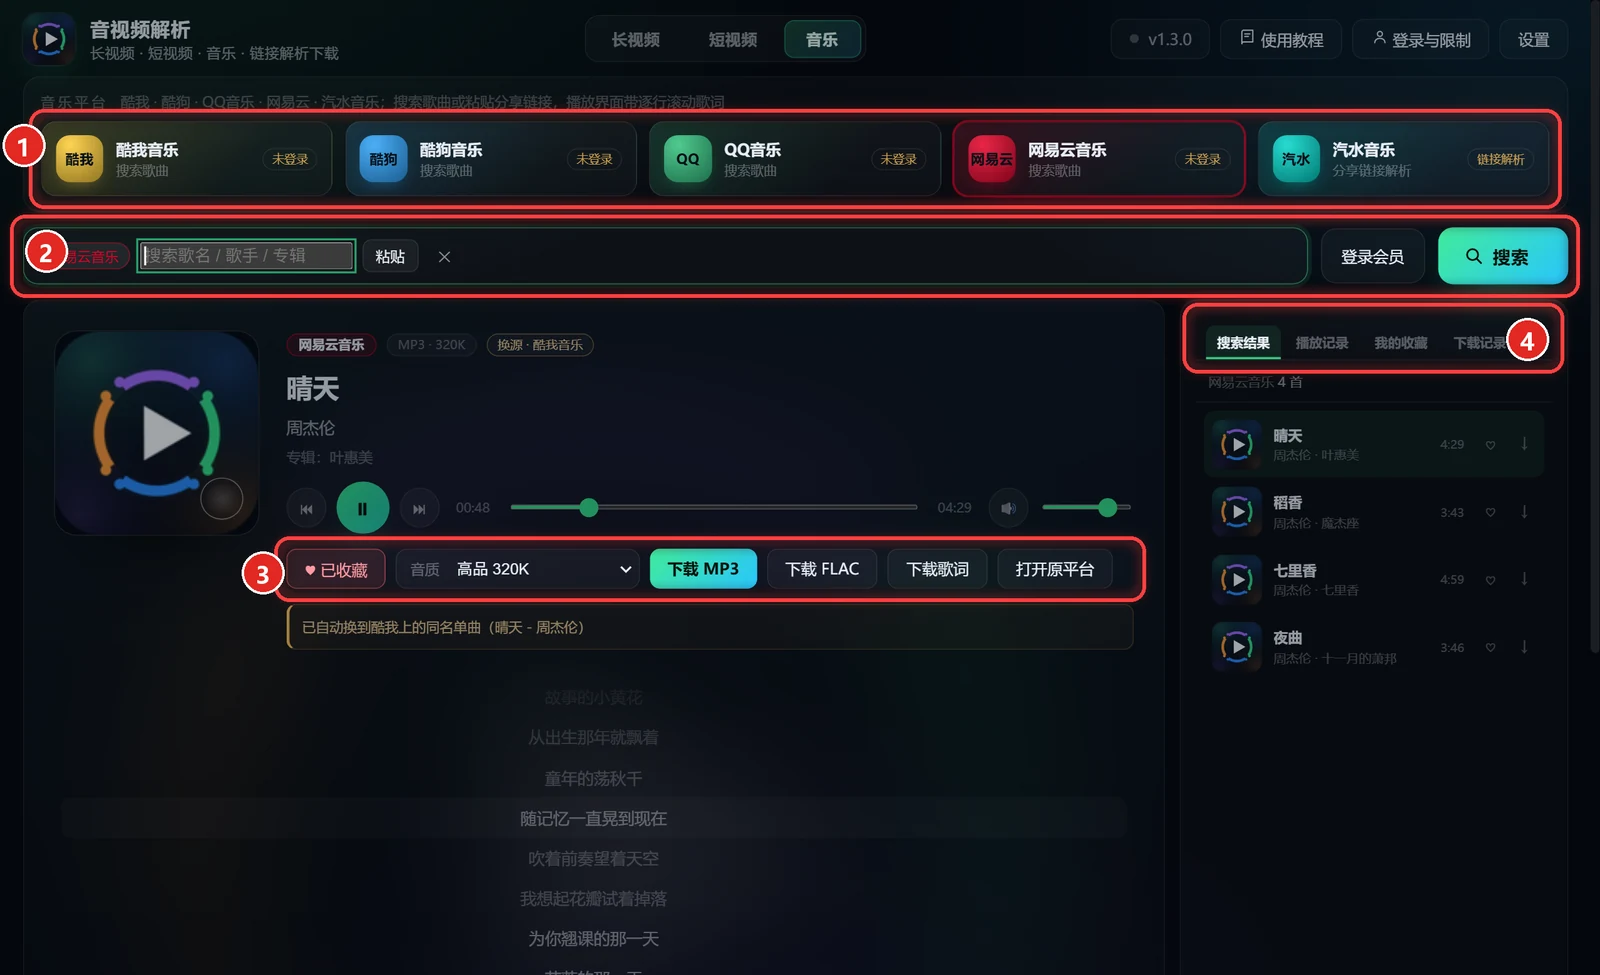 音视频解析
长视频 · 短视频 · 音乐 · 链接解析下载
长视频
短视频
音乐
v1.3.0
使用教程
登录与限制
设置
音乐平台 酷我 · 酷狗 · QQ音乐 · 网易云 · 汽水音乐；搜索歌曲或粘贴分享链接，播放界面带逐行滚动歌词
1
酷我
酷我音乐
搜索歌曲
未登录
酷狗
酷狗音乐
搜索歌曲
未登录
QQ
QQ音乐
搜索歌曲
未登录
网易云
网易云音乐
搜索歌曲
未登录
汽水
汽水音乐
分享链接解析
链接解析
2
易云音乐
搜索歌名 / 歌手 / 专辑
粘贴
登录会员
搜索
网易云音乐
MP3 · 320K
换源 · 酷我音乐
晴天
周杰伦
专辑：叶惠美
00:48
04:29
3
已收藏
音质 高品 320K
下载 MP3
下载 FLAC
下载歌词
打开原平台
已自动换到酷我上的同名单曲（晴天 - 周杰伦）
故事的小黄花
从出生那年就飘着
童年的荡秋千
随记忆一直晃到现在
吹着前奏望着天空
我想起花瓣试着掉落
为你翘课的那一天
搜索结果
播放记录
我的收藏
下载记录
4
网易云音乐 4 首
晴天
周杰伦 · 叶惠美
4:29
稻香
周杰伦 · 魔杰座
3:43
七里香
周杰伦 · 七里香
4:59
夜曲
周杰伦 · 十一月的萧邦
3:46